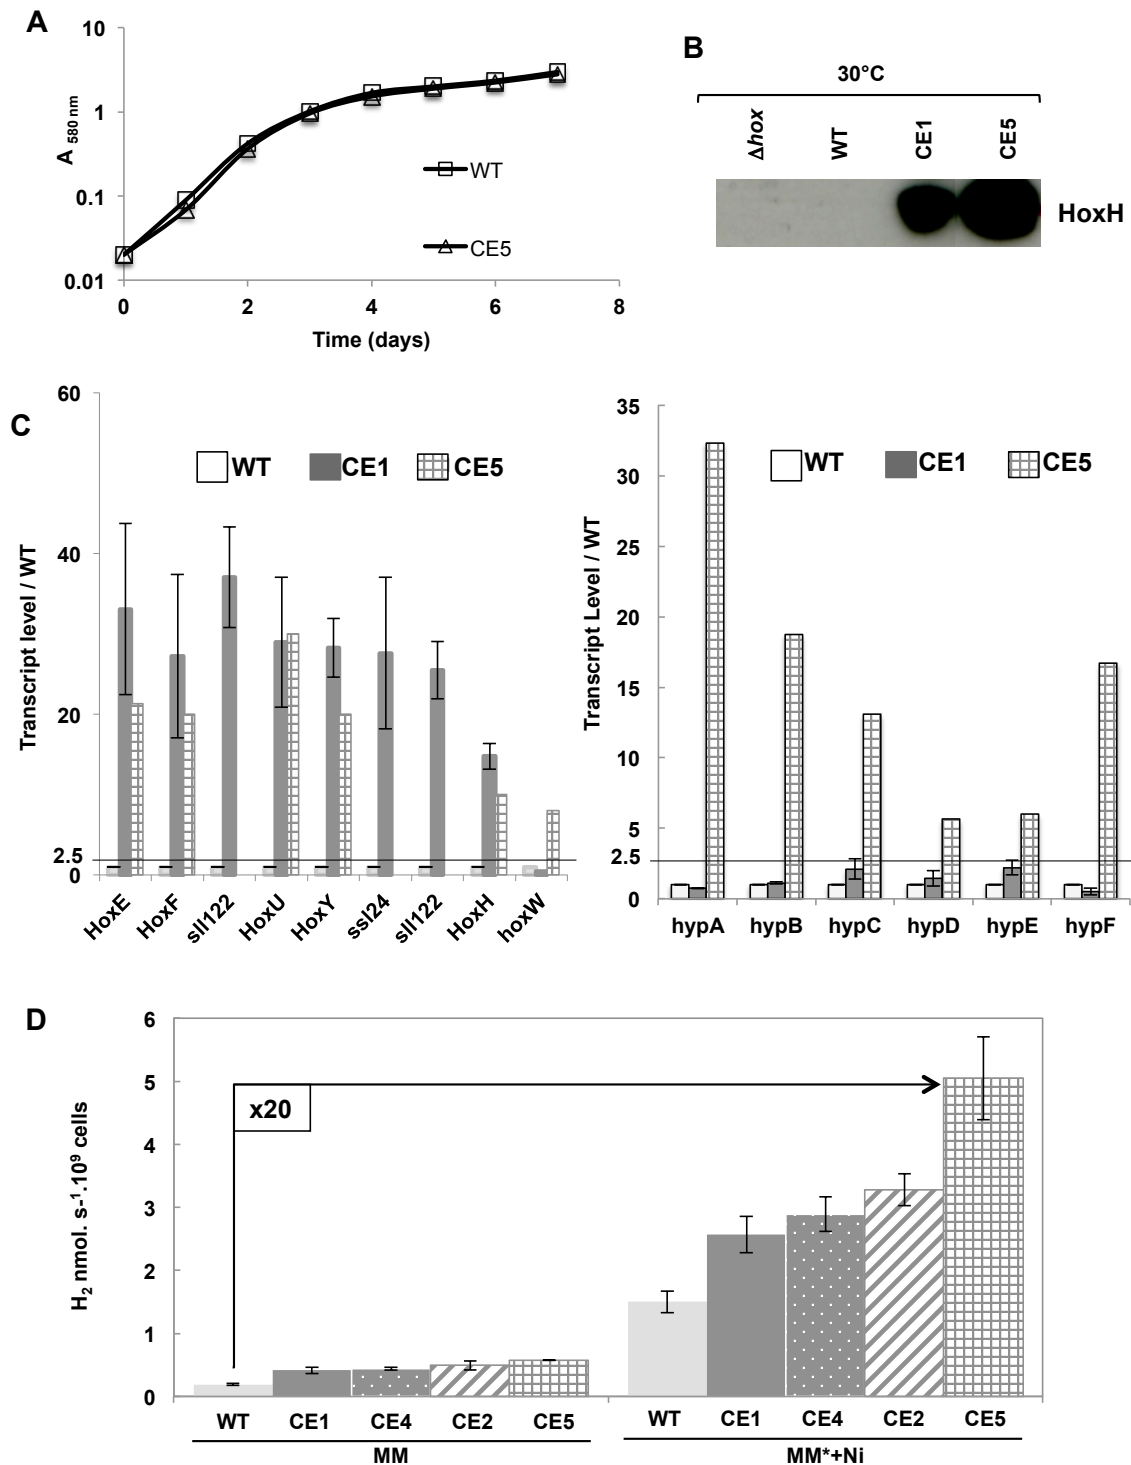 A
10
1
0.1
0.01
A 580 nm
WT
CE5
0
2
4
6
8
Time (days)
B
30°C
Δhox
WT
CE1
CE5
HoxH
C
60
40
20
2.5
0
Transcript level / WT
WT
CE1
CE5
HoxE
HoxF
sll122
HoxU
HoxY
ssl24
sll122
HoxH
hoxW
35
30
25
20
15
10
5
2.5
0
Transcript Level / WT
WT
CE1
CE5
hypA
hypB
hypC
hypD
hypE
hypF
D
6
5
4
3
2
1
0
H2 nmol. s-1.10⁹ cells
x20
WT
CE1
CE4
CE2
CE5
MM
WT
CE1
CE4
CE2
CE5
MM*+Ni